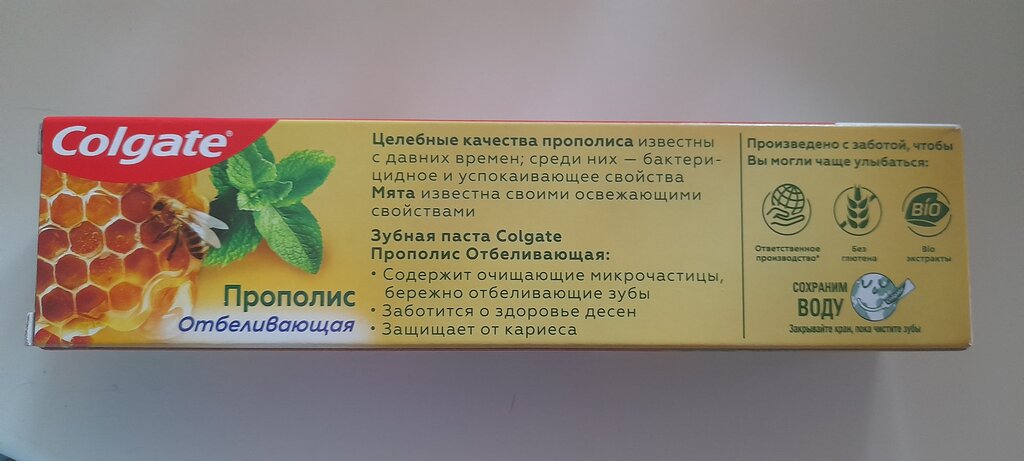 Colgate®
Прополис
Отбеливающая
Целебные качества прополиса известны
с давних времен; среди них — бактери-
цидное и успокаивающее свойства
Мята известна своими освежающими
свойствами
Зубная паста Colgate
Прополис Отбеливающая:
• Содержит очищающие микрочастицы,
бережно отбеливающие зубы
• Заботится о здоровье десен
• Защищает от кариеса
Произведено с заботой, чтобы
Вы могли чаще улыбаться:
Ответственное
производство*
Без
глютена
BIO
Bio
экстракты
СОХРАНИМ
ВОДУ
Закрывайте кран, пока чистите зубы